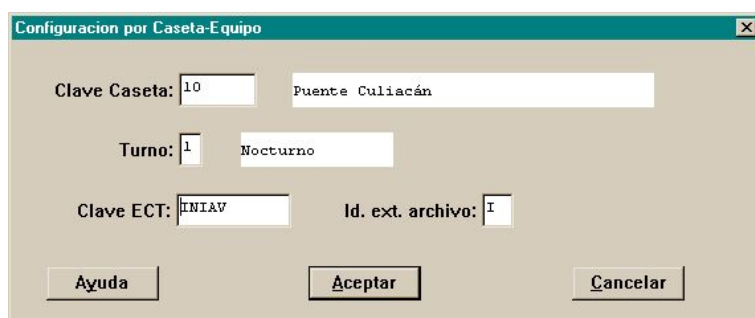 Configuracion por Caseta-Equipo
Clave Caseta: 10 Puente Culiacán
Turno: 1 Nocturno
Clave ECT: INIAV Id. ext. archivo: I
Ayuda Aceptar Cancelar